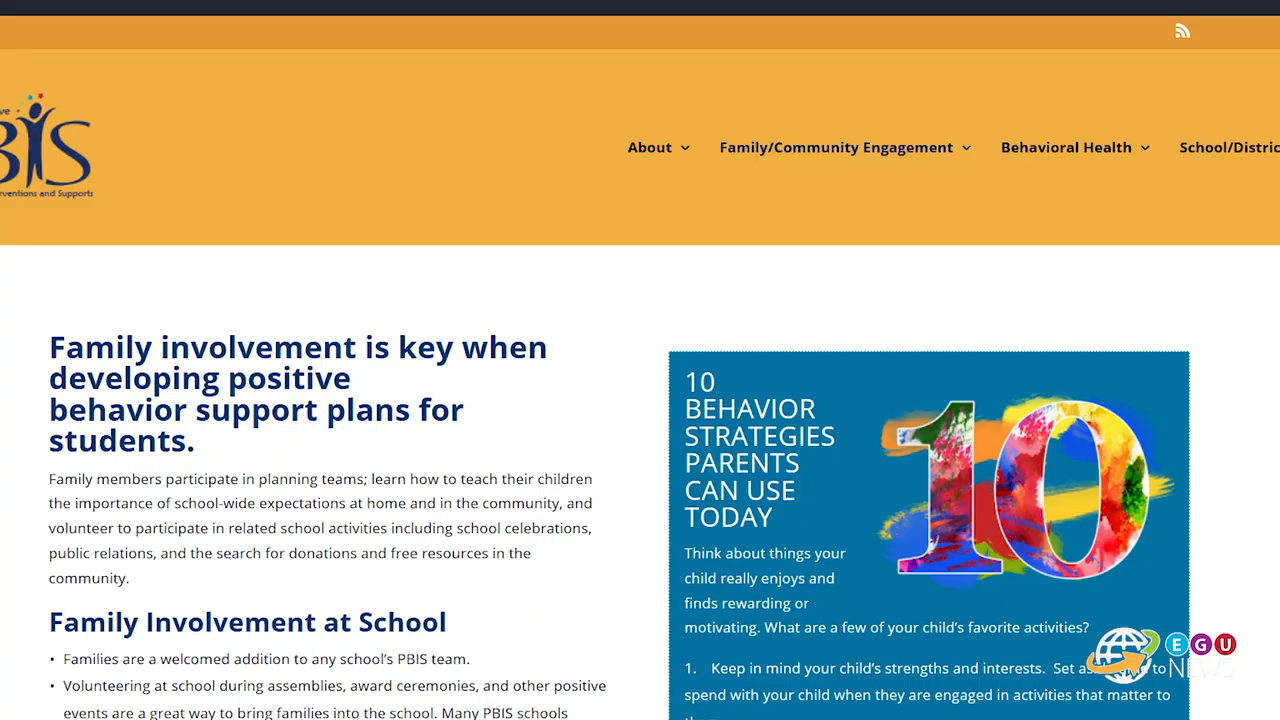 BIS
About
Family/Community Engagement
Behavioral Health
Family involvement is key when
developing positive
behavior support plans for
students.
Family members participate in planning teams; learn how to teach their children
the importance of school-wide expectations at home and in the community, and
volunteer to participate in related school activities including school celebrations,
public relations, and the search for donations and free resources in the
community.
Family Involvement at School
• Families are a welcomed addition to any school’s PBIS team.
• Volunteering at school during assemblies, award ceremonies, and other positive
events are a great way to bring families into the school. Many PBIS schools
10
BEHAVIOR
STRATEGIES
PARENTS
CAN USE
TODAY
10
Think about things your
child really enjoys and
finds rewarding or
motivating. What are a few of your child’s favorite activities?
1. Keep in mind your child’s strengths and interests. Set to
spend with your child when they are engaged in activities that matter to
EGU
NEWS